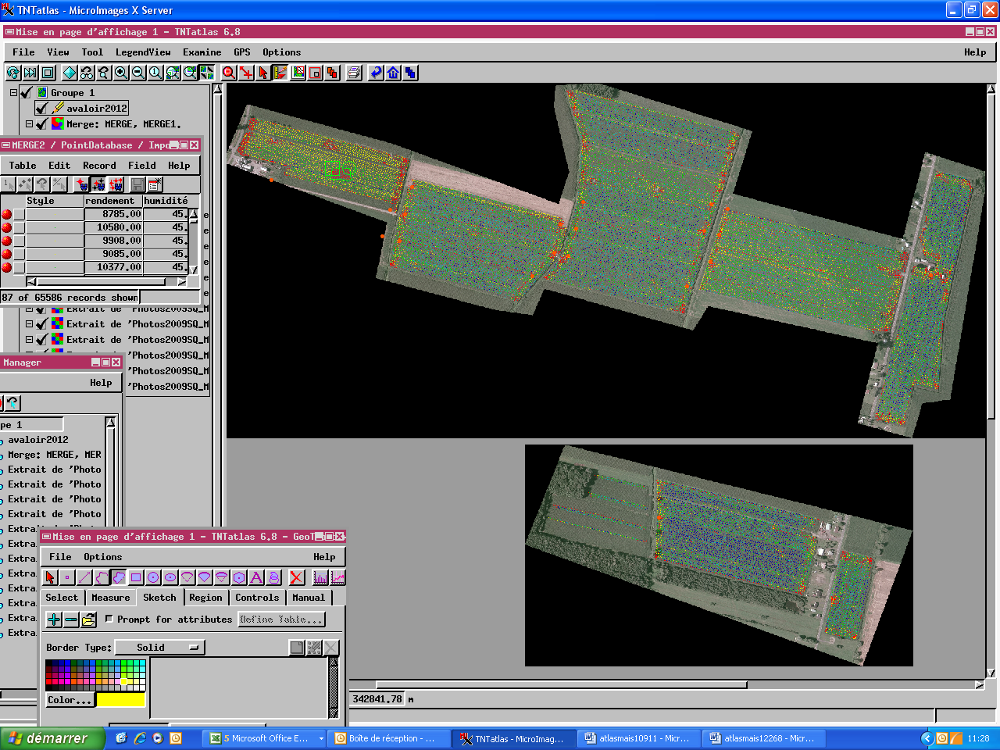 TNTatlas - MicroImages X Server
Mise en page d'affichage 1 - TNTatlas 6.8
File View Tool LegendView Examine GPS Options Help
Groupe 1
avaloir2012
Merge: MERGE, MERGE1.
MERGE2 / PointDatabase / Impo
Table Edit Record Field Help
Style rendement humidité
8785.00 45.
10580.00 45.
9908.00 45.
9085.00 45.
10377.00 45.
87 of 65586 records shown
Extrait de 'Photos2009SQ_M
Extrait de 'Photos2009SQ_M
Extrait de 'Photos2009SQ_M
'Photos2009SQ_M
'Photos2009SQ_M
'Photos2009SQ_M
Manager
Help
pe 1
avaloir2012
Merge: MERGE, MER
Extrait de 'Photo
Extrait de 'Photo
Extrait de 'Photo
Extrait de 'Photo
Extra
Extra
Extra
Extra
Extra
Extra
Extra
Mise en page d'affichage 1 - TNTatlas 6.8 - GeoT
File Options Help
Select Measure Sketch Region Controls Manual
Prompt for attributes Define Table...
Border Type: Solid
Color...
342841.78 m
démarrer
5 Microsoft Office E...
Boîte de réception - ...
TNTatlas - MicroImag...
atlasmais10911 - Micr...
atlasmais12268 - Micr...
11:28